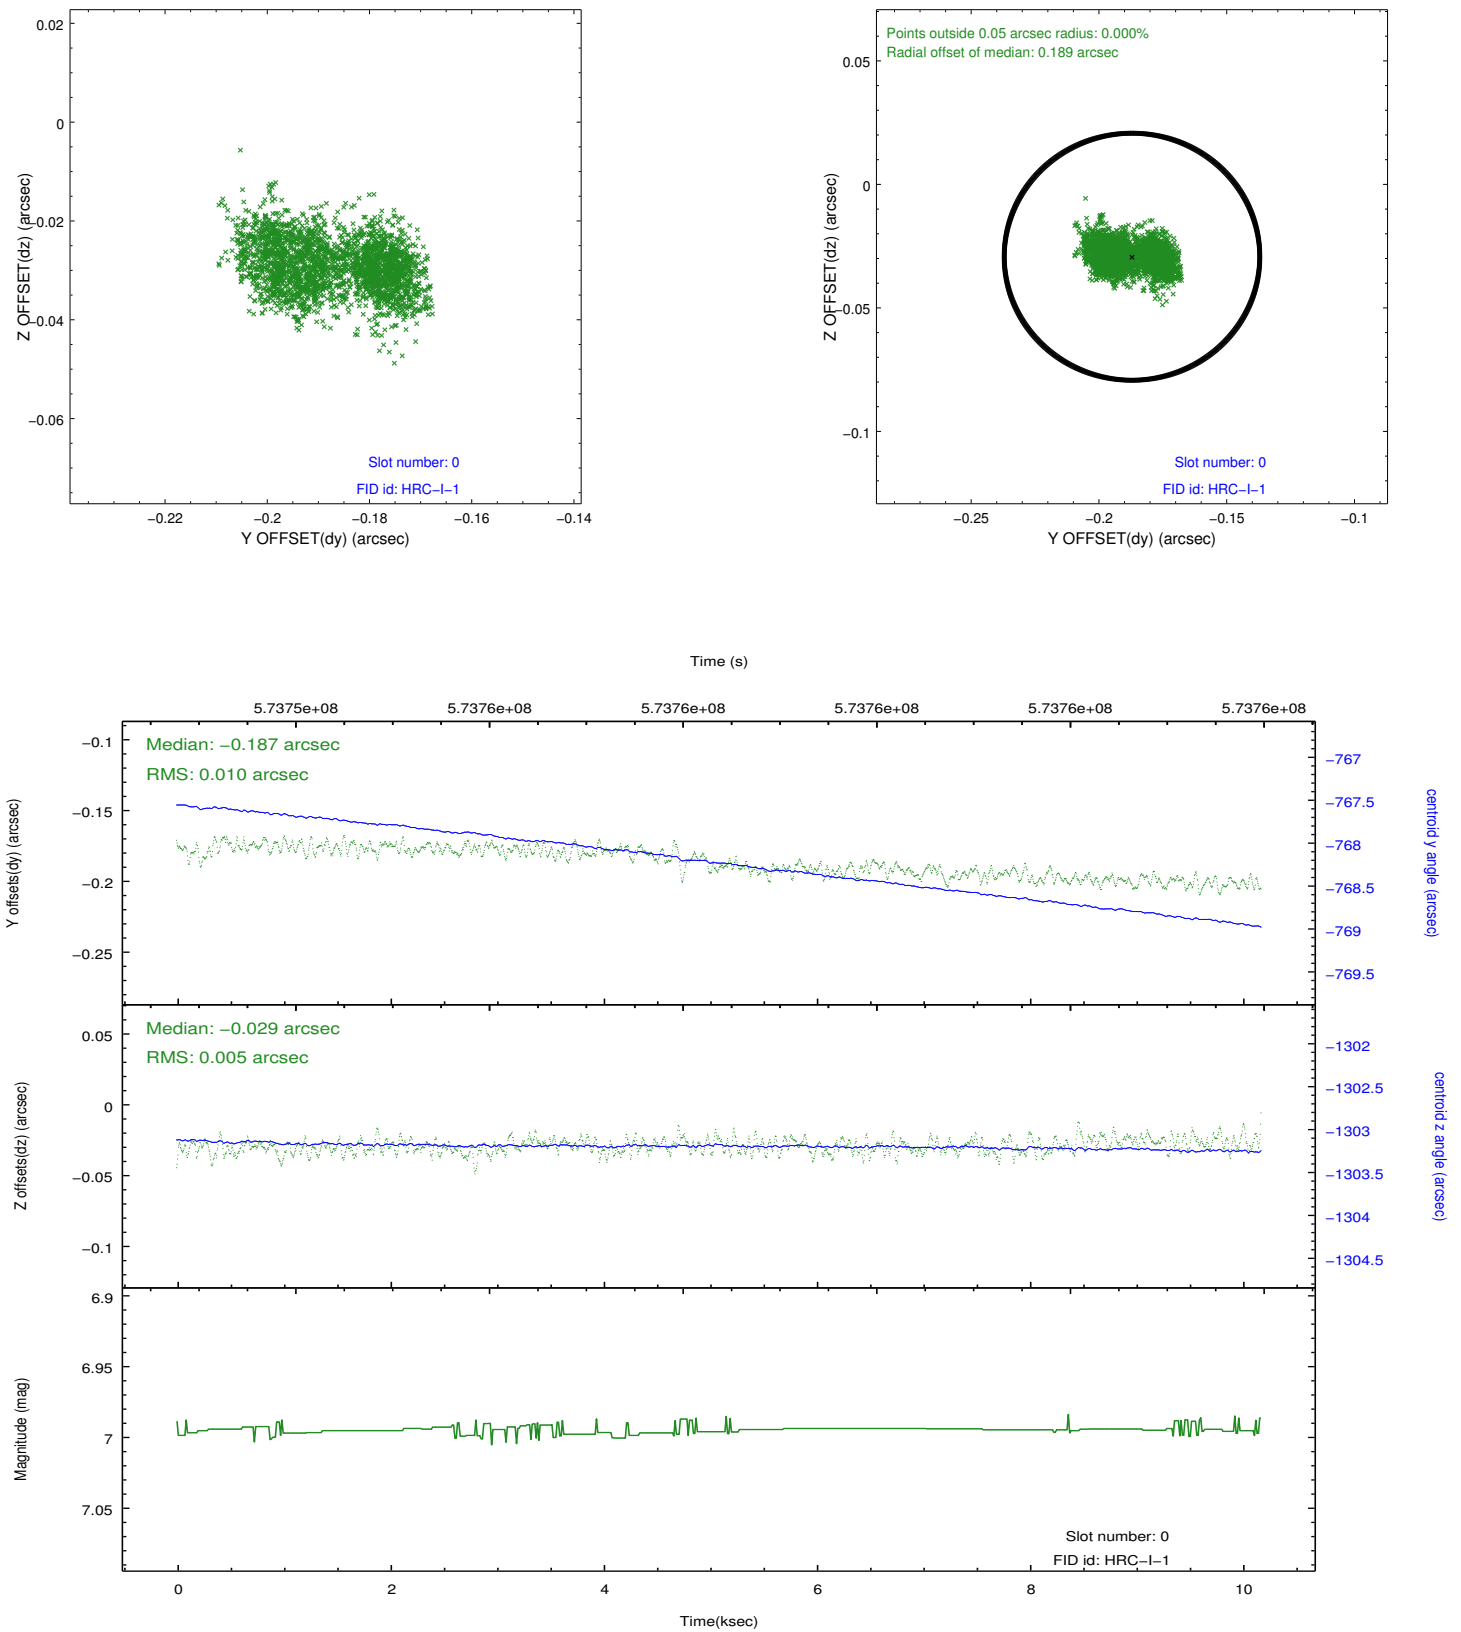 0.02
0
−0.02
−0.04
−0.06
Z OFFSET(dz) (arcsec)
Slot number: 0
FID id: HRC−I−1
−0.22
−0.2
−0.18
−0.16
−0.14
Y OFFSET(dy) (arcsec)
Points outside 0.05 arcsec radius: 0.000%
Radial offset of median: 0.189 arcsec
0.05
0
−0.05
−0.1
Z OFFSET(dz) (arcsec)
Slot number: 0
FID id: HRC−I−1
−0.25
−0.2
−0.15
−0.1
Y OFFSET(dy) (arcsec)
Time (s)
5.7375e+08
5.7376e+08
5.7376e+08
5.7376e+08
5.7376e+08
5.7376e+08
Median: −0.187 arcsec
RMS: 0.010 arcsec
−0.1
−0.15
−0.2
−0.25
Y offsets(dy) (arcsec)
−767
−767.5
−768
−768.5
−769
−769.5
centroid y angle (arcsec)
Median: −0.029 arcsec
RMS: 0.005 arcsec
0.05
0
−0.05
−0.1
Z offsets(dz) (arcsec)
−1302
−1302.5
−1303
−1303.5
−1304
−1304.5
centroid z angle (arcsec)
6.9
6.95
7
7.05
Magnitude (mag)
Slot number: 0
FID id: HRC−I−1
0
2
4
6
8
10
Time(ksec)